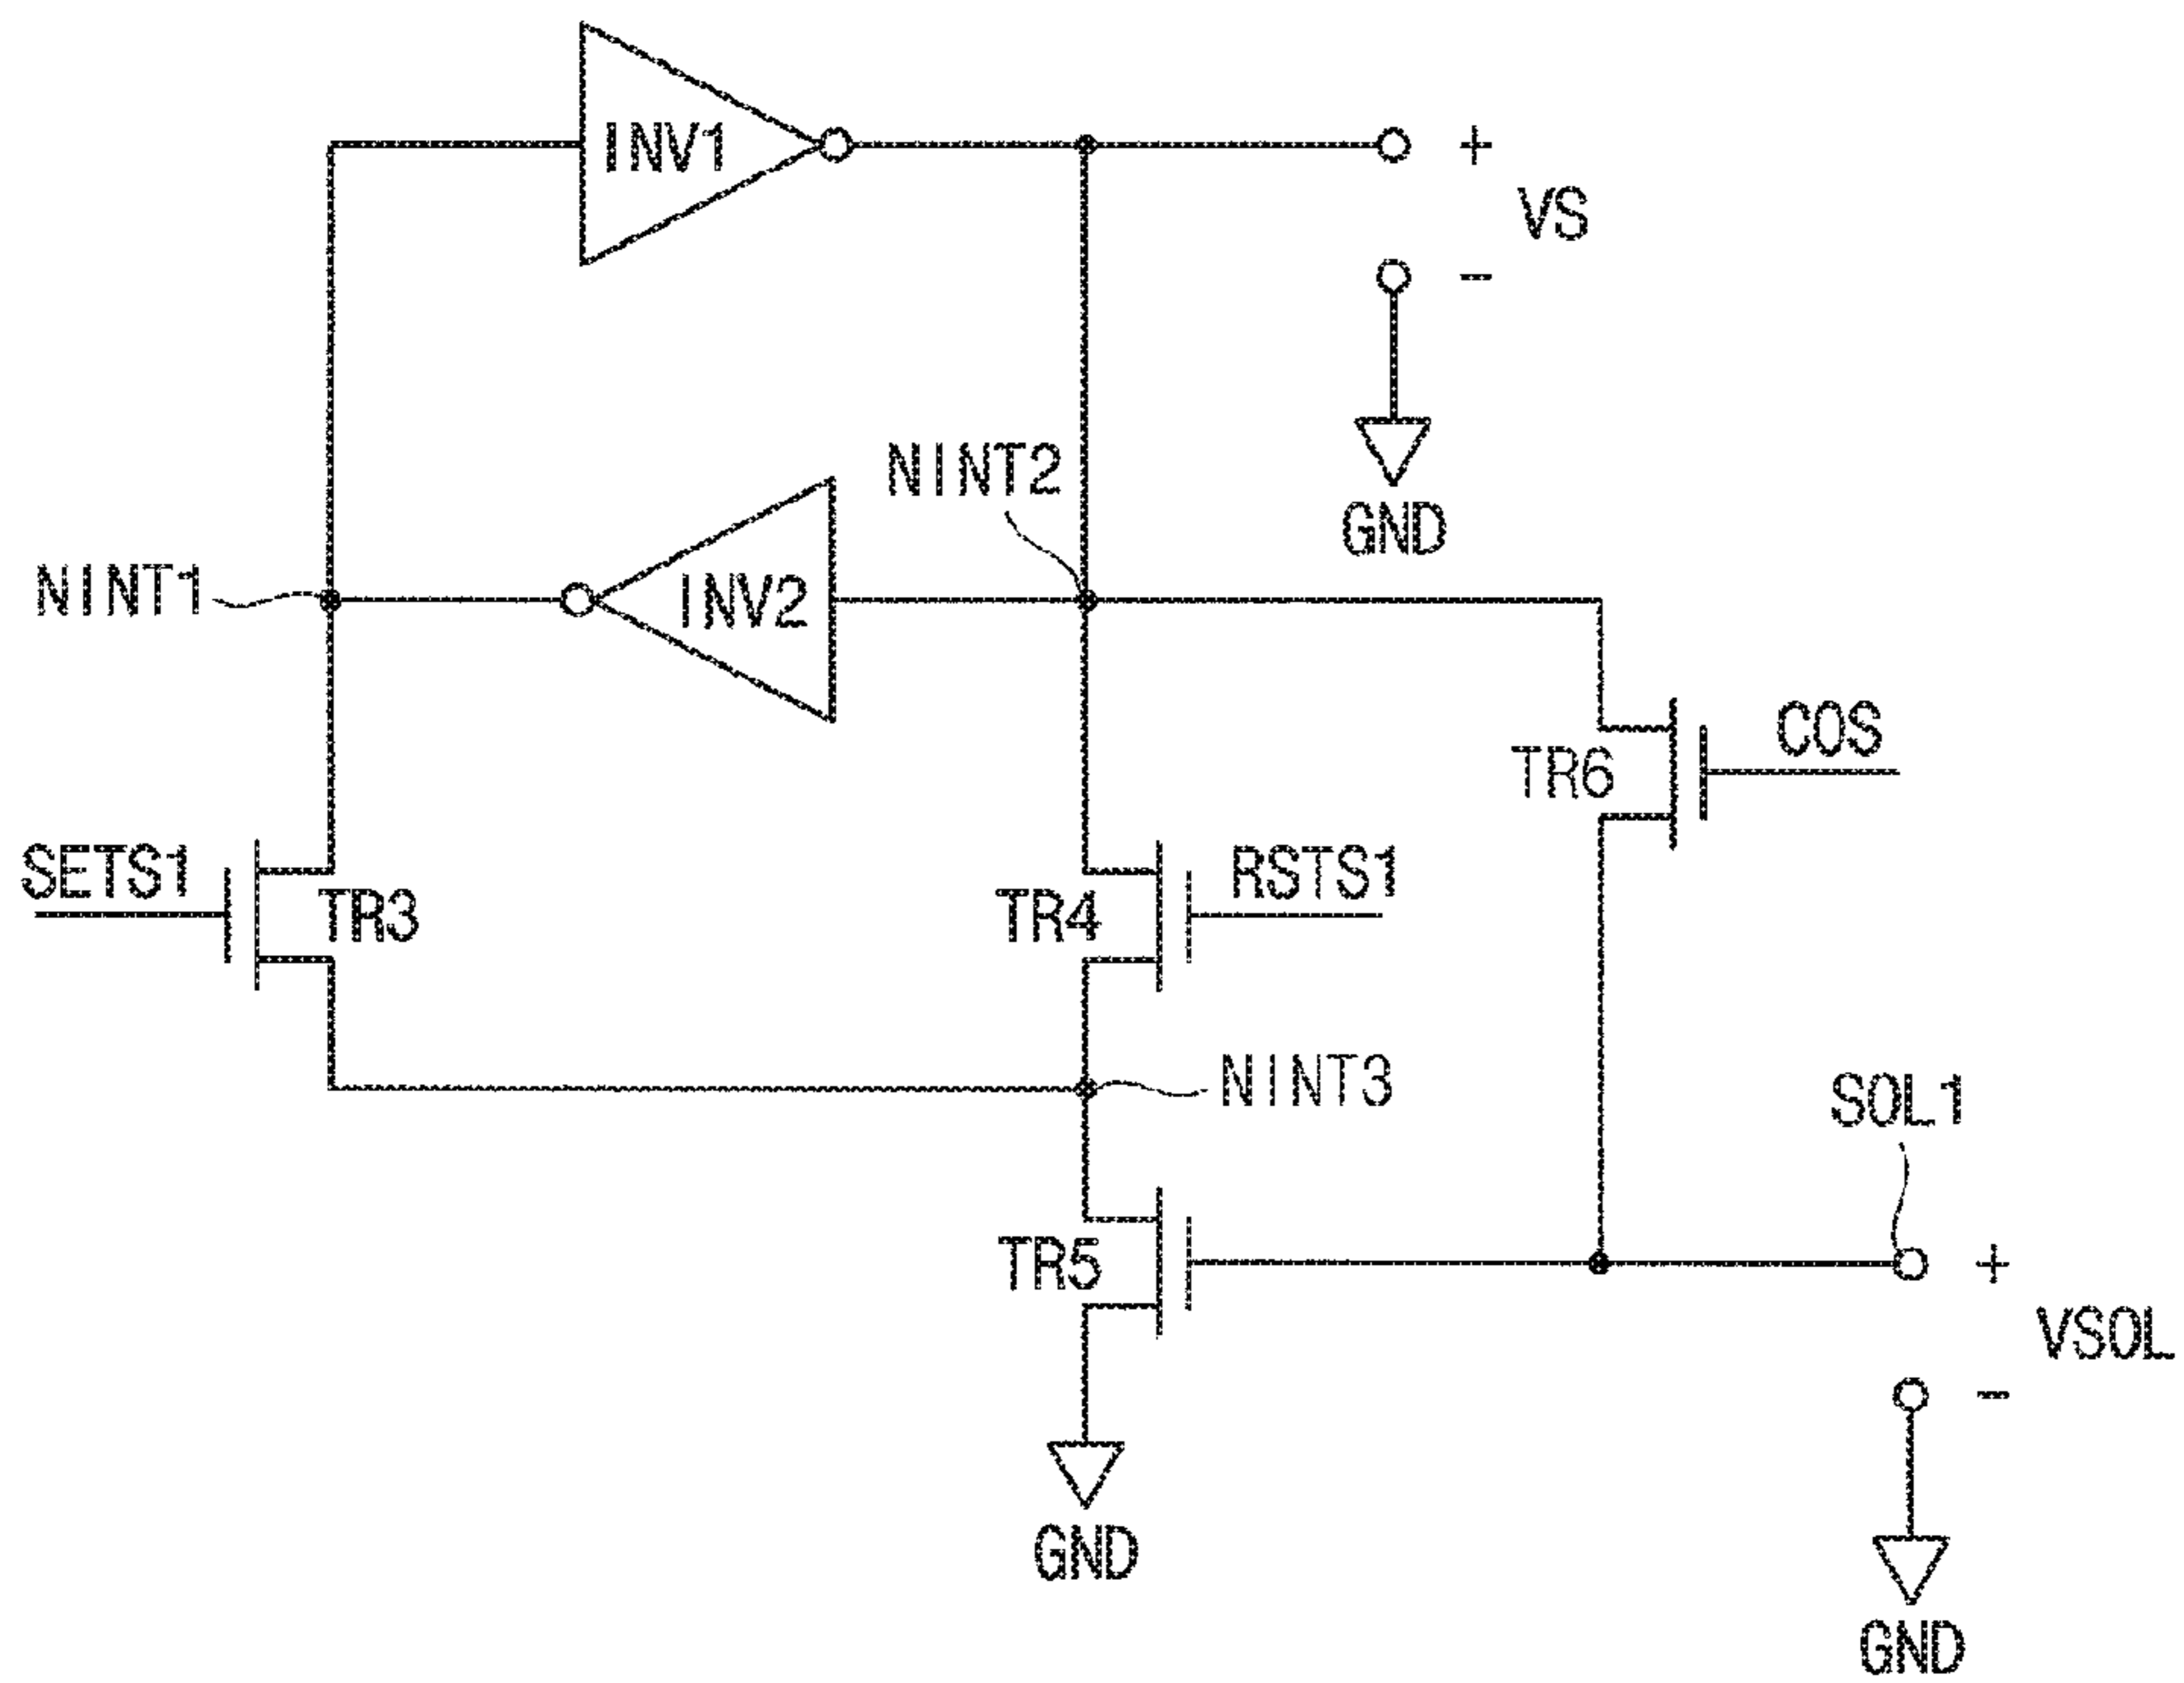 INV1
+
VS
−
GND
NINT2
NINT1
INV2
COS
TR6
SETS1
TR3
TR4
RSTS1
NINT3
SOL1
TR5
+
VSOL
−
GND
GND